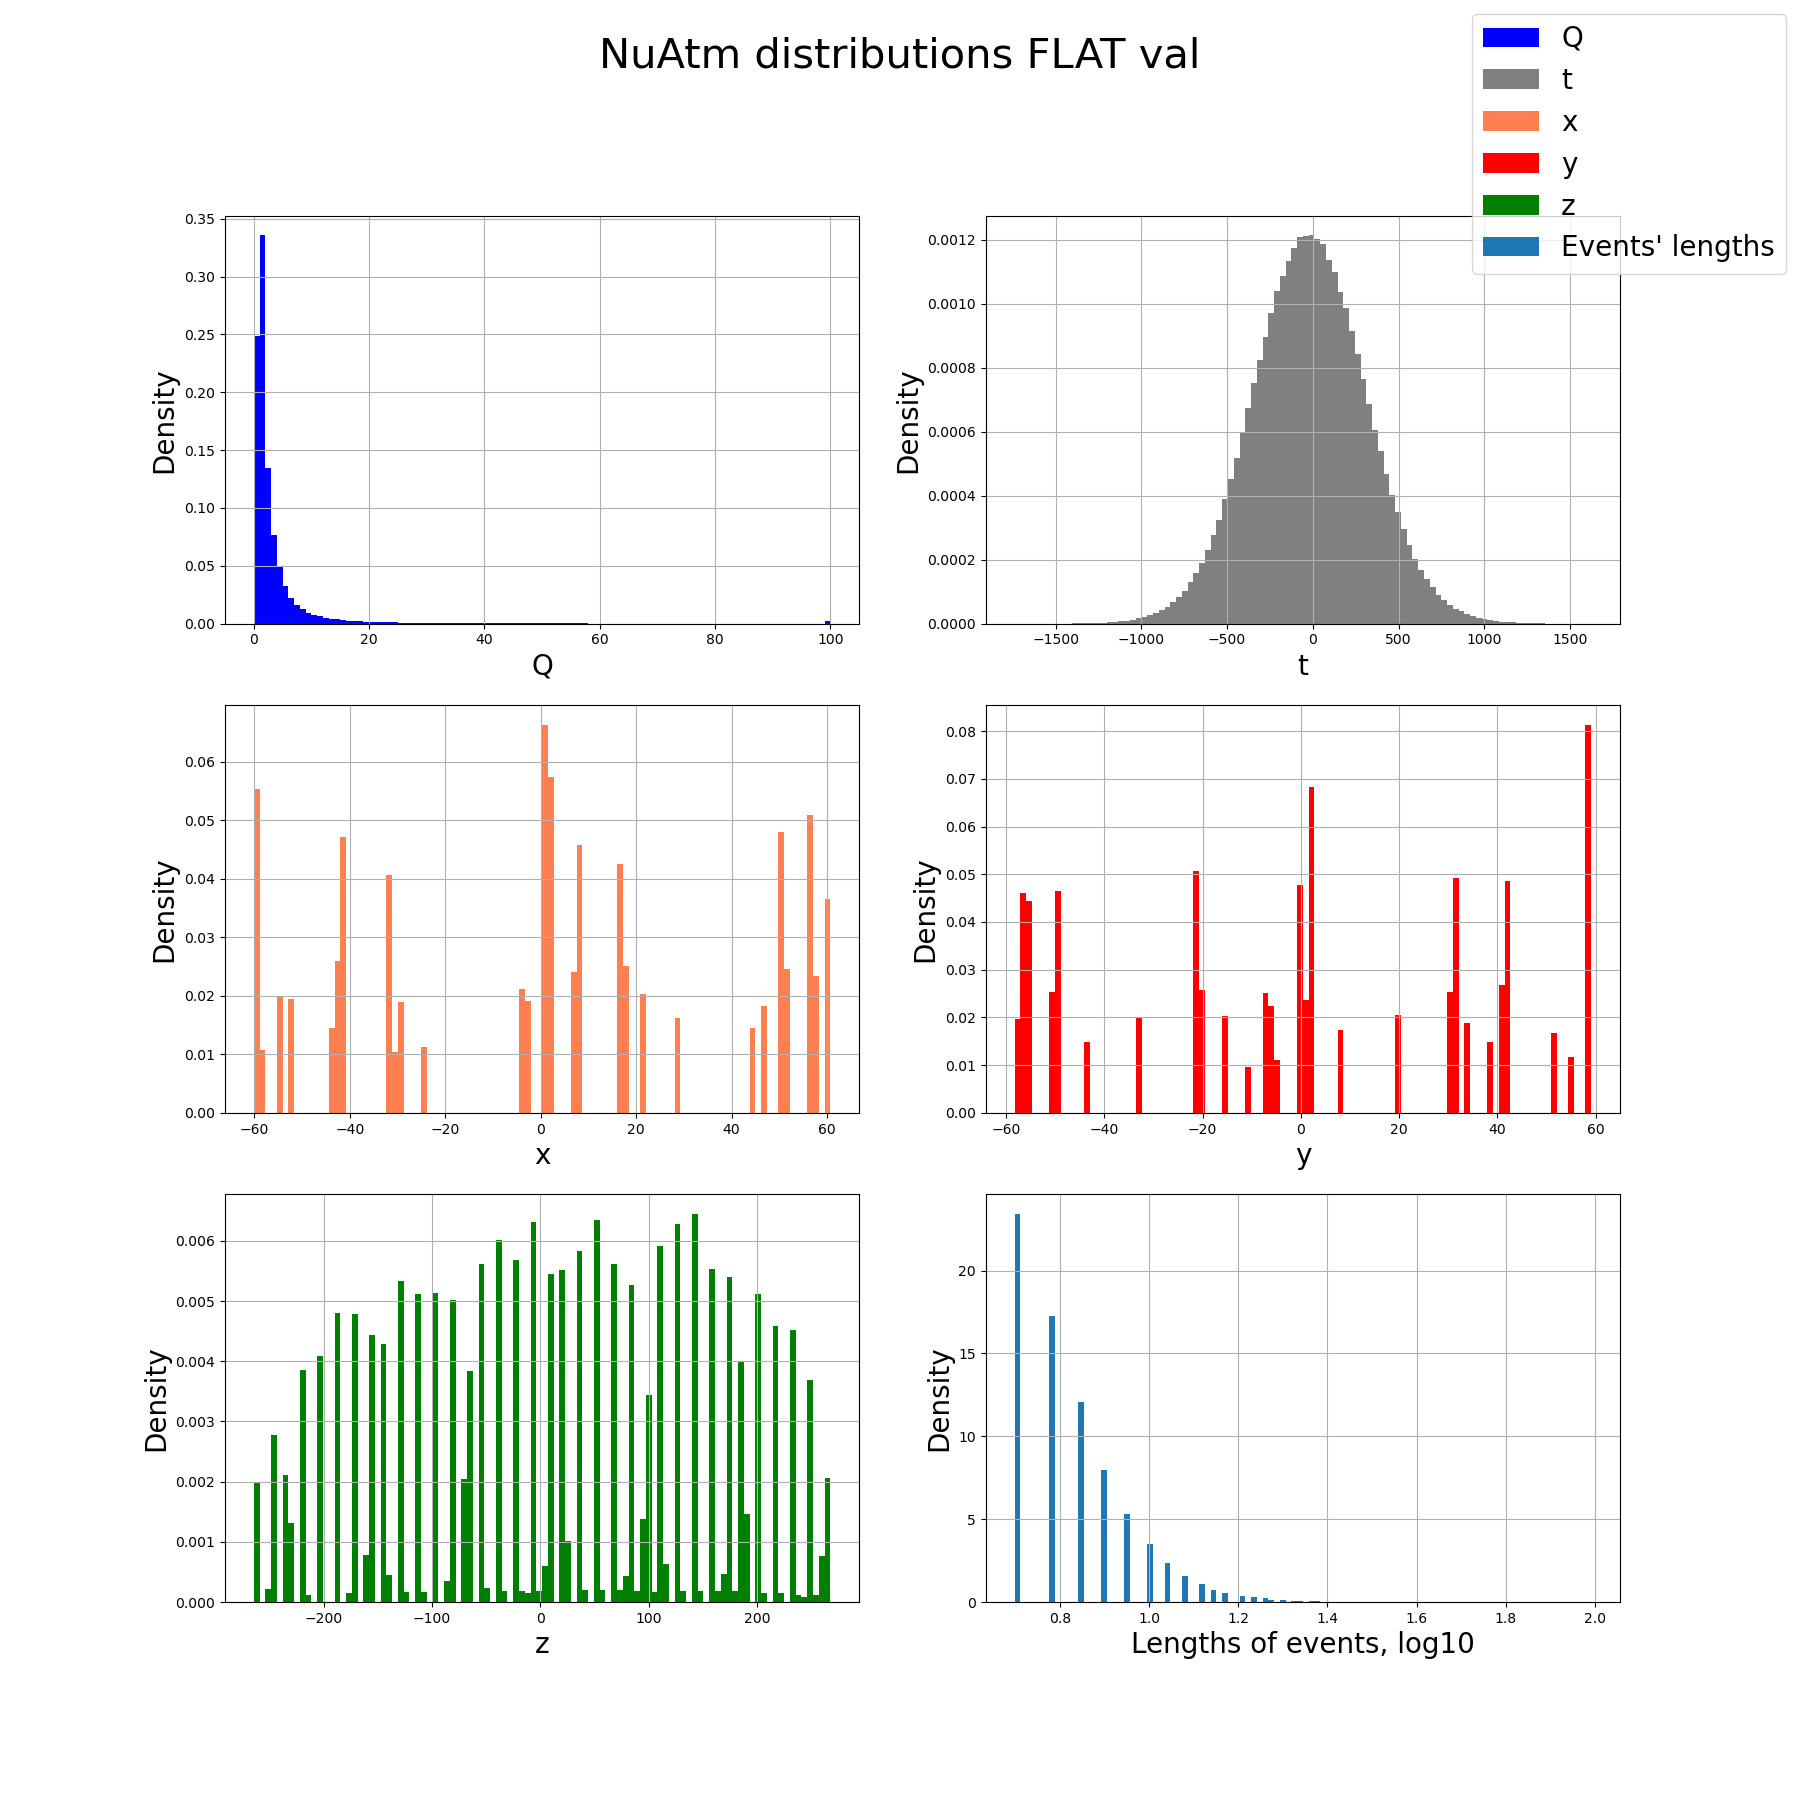 NuAtm distributions FLAT val
Q
t
x
y
z
Events' lengths
0.35
0.30
0.25
0.20
0.15
0.10
0.05
0.00
Density
0 20 40 60 80 100
Q
0.0012
0.0010
0.0008
0.0006
0.0004
0.0002
0.0000
Density
−1500 −1000 −500 0 500 1000 1500
t
0.06
0.05
0.04
0.03
0.02
0.01
0.00
Density
−60 −40 −20 0 20 40 60
x
0.08
0.07
0.06
0.05
0.04
0.03
0.02
0.01
0.00
Density
−60 −40 −20 0 20 40 60
y
0.006
0.005
0.004
0.003
0.002
0.001
0.000
Density
−200 −100 0 100 200
z
20
15
10
5
0
Density
0.8 1.0 1.2 1.4 1.6 1.8 2.0
Lengths of events, log10